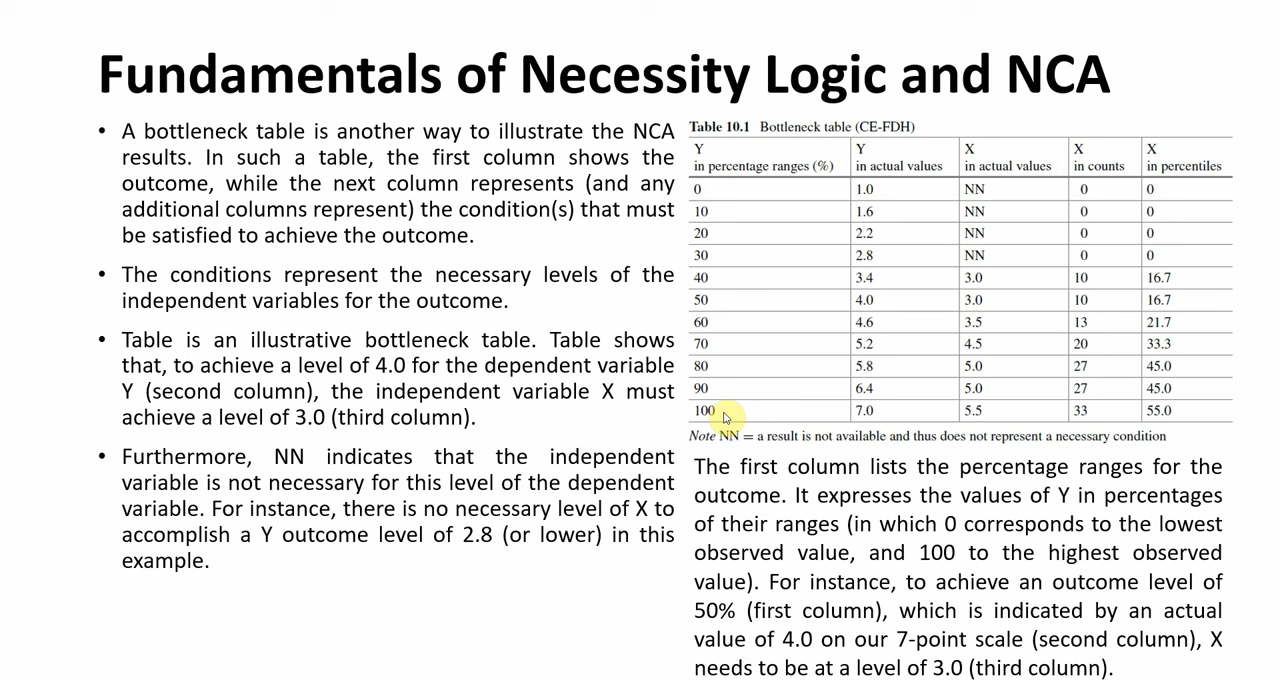 Fundamentals of Necessity Logic and NCA
• A bottleneck table is another way to illustrate the NCA
results. In such a table, the first column shows the
outcome, while the next column represents (and any
additional columns represent) the condition(s) that must
be satisfied to achieve the outcome.
• The conditions represent the necessary levels of the
independent variables for the outcome.
• Table is an illustrative bottleneck table. Table shows
that, to achieve a level of 4.0 for the dependent variable
Y (second column), the independent variable X must
achieve a level of 3.0 (third column).
• Furthermore, NN indicates that the independent
variable is not necessary for this level of the dependent
variable. For instance, there is no necessary level of X to
accomplish a Y outcome level of 2.8 (or lower) in this
example.
Table 10.1 Bottleneck table (CE-FDH)
Y Y X X X
in percentage ranges (%) in actual values in actual values in counts in percentiles
0 1.0 NN 0 0
10 1.6 NN 0 0
20 2.2 NN 0 0
30 2.8 NN 0 0
40 3.4 3.0 10 16.7
50 4.0 3.0 10 16.7
60 4.6 3.5 13 21.7
70 5.2 4.5 20 33.3
80 5.8 5.0 27 45.0
90 6.4 5.0 27 45.0
100 7.0 5.5 33 55.0
Note NN = a result is not available and thus does not represent a necessary condition
The first column lists the percentage ranges for the
outcome. It expresses the values of Y in percentages
of their ranges (in which 0 corresponds to the lowest
observed value, and 100 to the highest observed
value). For instance, to achieve an outcome level of
50% (first column), which is indicated by an actual
value of 4.0 on our 7-point scale (second column), X
needs to be at a level of 3.0 (third column).